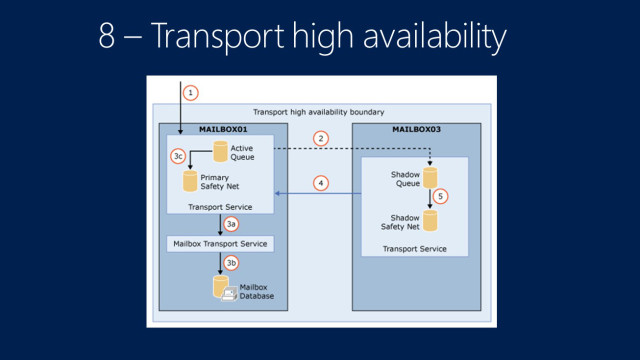 8 – Transport high availability
1
Transport high availability boundary
MAILBOX01
MAILBOX03
2
Active
Queue
3c
Primary
Safety Net
Shadow
Queue
4
5
Shadow
Safety Net
Transport Service
3a
Mailbox Transport Service
Transport Service
3b
Mailbox
Database